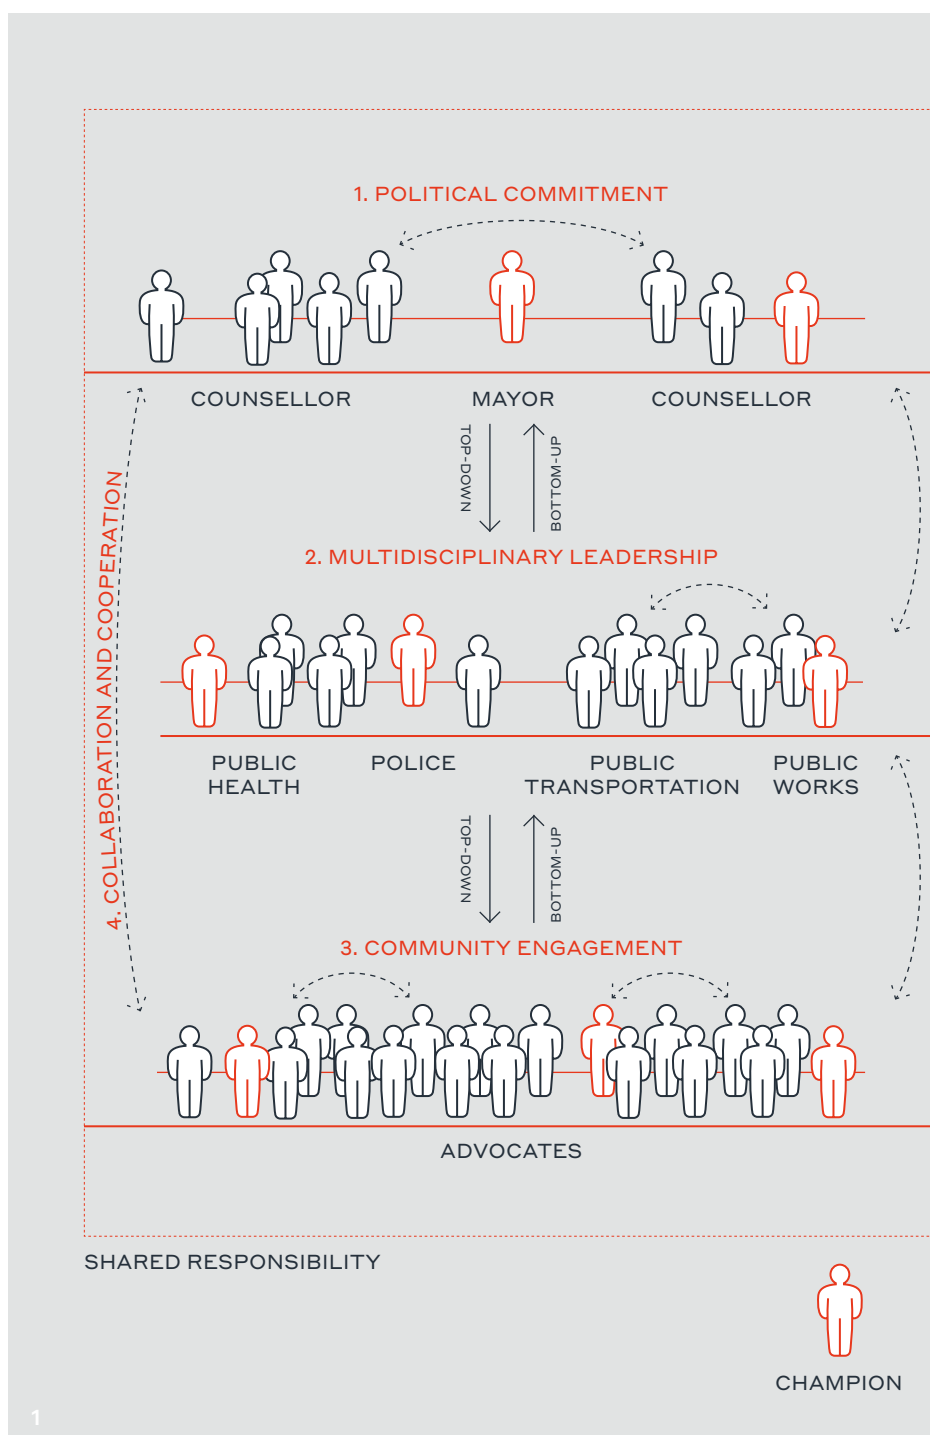 1. POLITICAL COMMITMENT
COUNSELLOR
MAYOR
COUNSELLOR
TOP-DOWN
BOTTOM-UP
2. MULTIDISCIPLINARY LEADERSHIP
4. COLLABORATION AND COOPERATION
PUBLIC
HEALTH
POLICE
PUBLIC
TRANSPORTATION
PUBLIC
WORKS
TOP-DOWN
BOTTOM-UP
3. COMMUNITY ENGAGEMENT
ADVOCATES
SHARED RESPONSIBILITY
CHAMPION
1